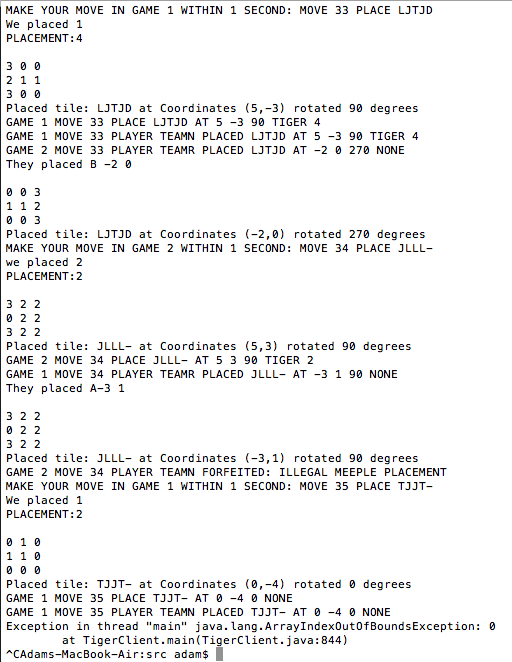 MAKE YOUR MOVE IN GAME 1 WITHIN 1 SECOND: MOVE 33 PLACE LJTJD
We placed 1
PLACEMENT:4
3 0 0
2 1 1
3 0 0
Placed tile: LJTJD at Coordinates (5,-3) rotated 90 degrees
GAME 1 MOVE 33 PLACE LJTJD AT 5 -3 90 TIGER 4
GAME 1 MOVE 33 PLAYER TEAMN PLACED LJTJD AT 5 -3 90 TIGER 4
GAME 2 MOVE 33 PLAYER TEAMR PLACED LJTJD AT -2 0 270 NONE
They placed B -2 0
0 0 3
1 1 2
0 0 3
Placed tile: LJTJD at Coordinates (-2,0) rotated 270 degrees
MAKE YOUR MOVE IN GAME 2 WITHIN 1 SECOND: MOVE 34 PLACE JLLL-
we placed 2
PLACEMENT:2
3 2 2
0 2 2
3 2 2
Placed tile: JLLL- at Coordinates (5,3) rotated 90 degrees
GAME 2 MOVE 34 PLACE JLLL- AT 5 3 90 TIGER 2
GAME 1 MOVE 34 PLAYER TEAMR PLACED JLLL- AT -3 1 90 NONE
They placed A-3 1
3 2 2
0 2 2
3 2 2
Placed tile: JLLL- at Coordinates (-3,1) rotated 90 degrees
GAME 2 MOVE 34 PLAYER TEAMN FORFEITED: ILLEGAL MEEPLE PLACEMENT
MAKE YOUR MOVE IN GAME 1 WITHIN 1 SECOND: MOVE 35 PLACE TJJT-
We placed 1
PLACEMENT:2
0 1 0
1 1 0
0 0 0
Placed tile: TJJT- at Coordinates (0,-4) rotated 0 degrees
GAME 1 MOVE 35 PLACE TJJT- AT 0 -4 0 NONE
GAME 1 MOVE 35 PLAYER TEAMN PLACED TJJT- AT 0 -4 0 NONE
Exception in thread "main" java.lang.ArrayIndexOutOfBoundsException: 0
at TigerClient.main(TigerClient.java:844)
^CAdams-MacBook-Air:src adam$